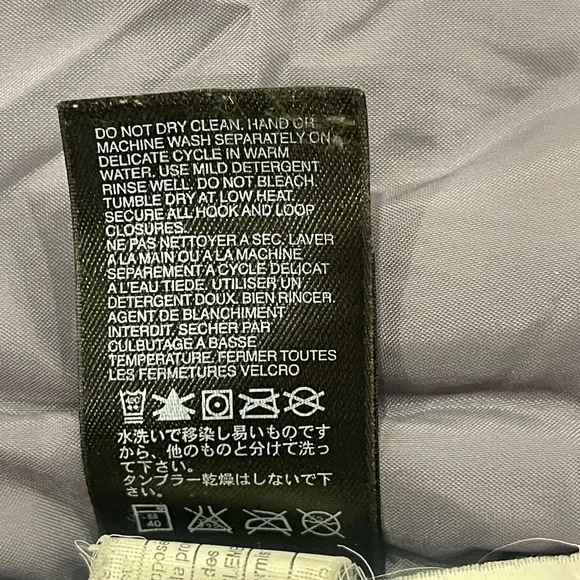 DO NOT DRY CLEAN. HAND OR
MACHINE WASH SEPARATELY ON
DELICATE CYCLE IN WARM
WATER. USE MILD DETERGENT.
RINSE WELL. DO NOT BLEACH.
TUMBLE DRY AT LOW HEAT.
SECURE ALL HOOK AND LOOP
CLOSURES.
NE PAS NETTOYER A SEC. LAVER
A LA MAIN OU A LA MACHINE
SEPAREMENT A CYCLE DELICAT
A L'EAU TIEDE. UTILISER UN
DETERGENT DOUX. BIEN RINCER.
AGENT DE BLANCHIMENT
INTERDIT. SECHER PAR
CULBUTAGE A BASSE
TEMPERATURE. FERMER TOUTES
LES FERMETURES VELCRO
水洗いで移染し易いものです
から、他のものと分けて洗っ
て下さい。
タンブラー乾燥はしないで下
さい。
40